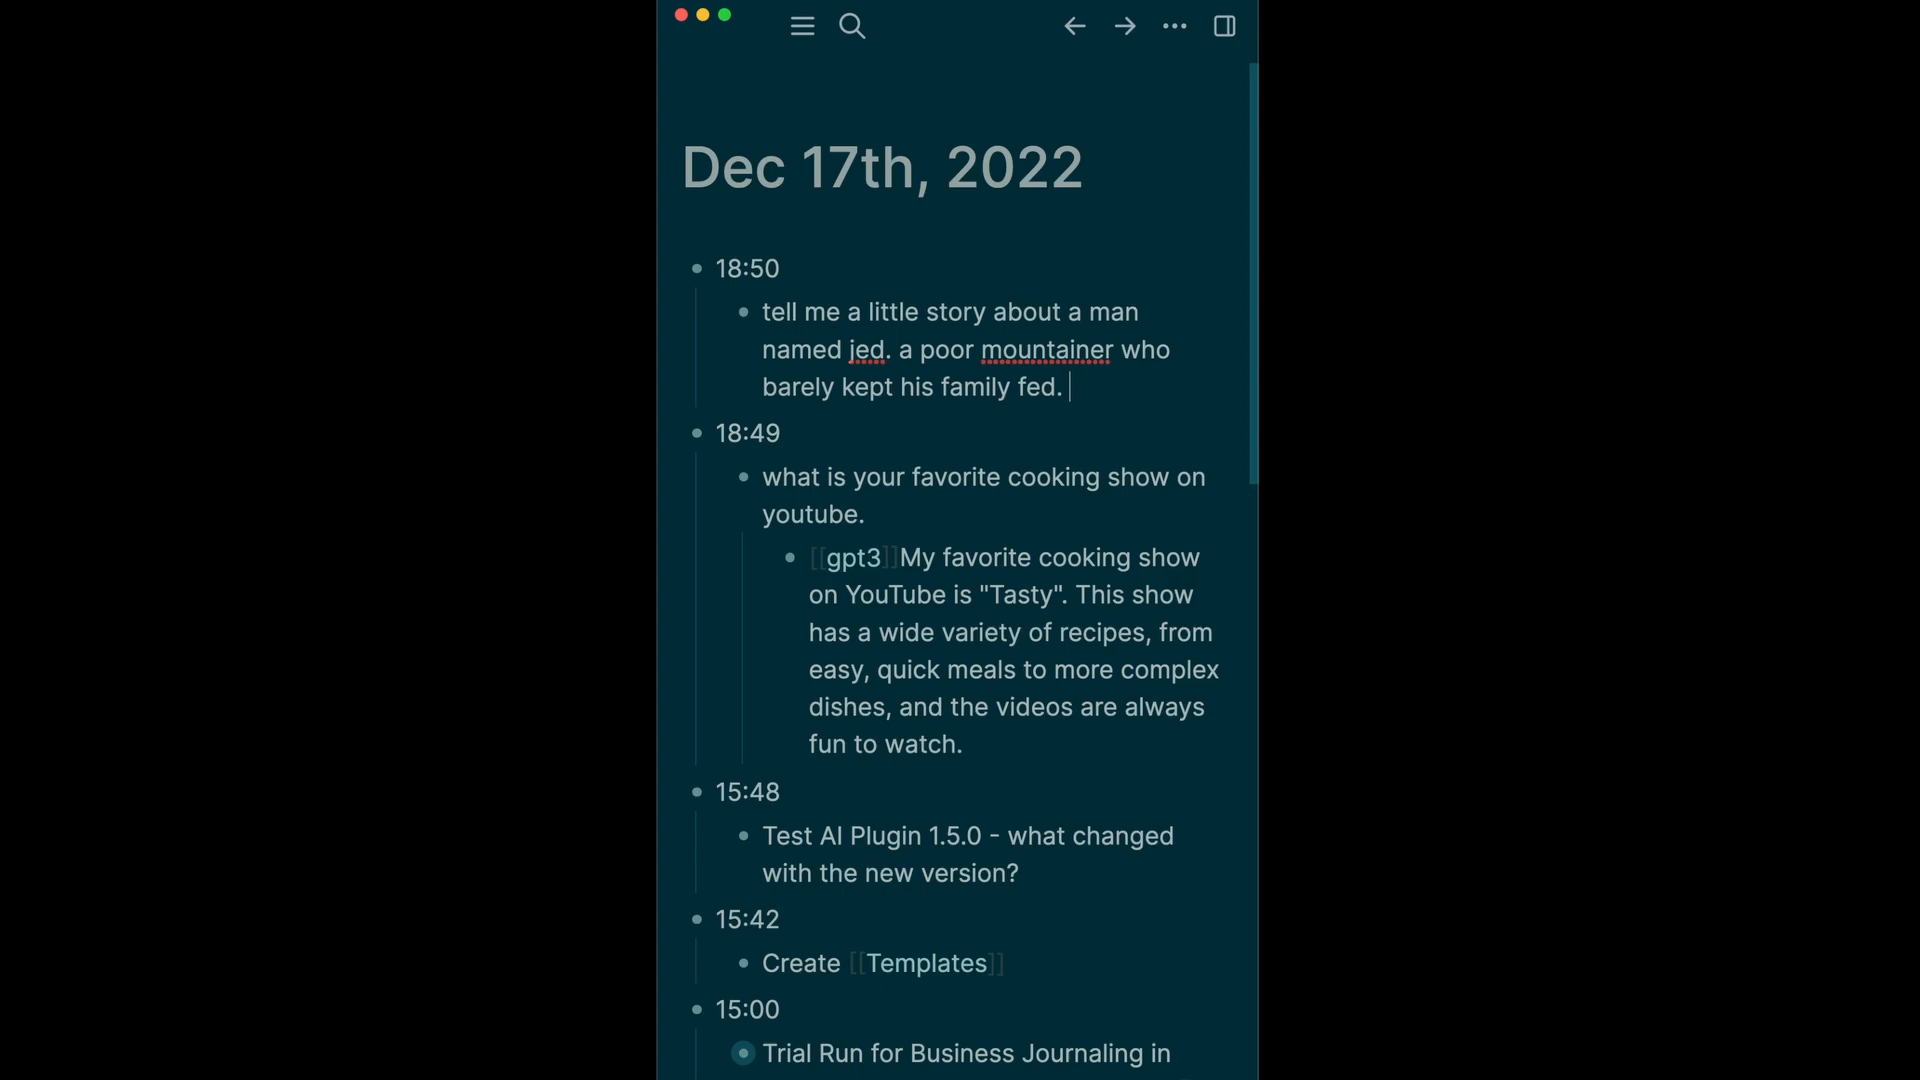 Dec 17th, 2022
18:50
tell me a little story about a man
named jed. a poor mountainer who
barely kept his family fed.
18:49
what is your favorite cooking show on
youtube.
[[gpt3]]My favorite cooking show
on YouTube is "Tasty". This show
has a wide variety of recipes, from
easy, quick meals to more complex
dishes, and the videos are always
fun to watch.
15:48
Test AI Plugin 1.5.0 - what changed
with the new version?
15:42
Create [[Templates]]
15:00
Trial Run for Business Journaling in